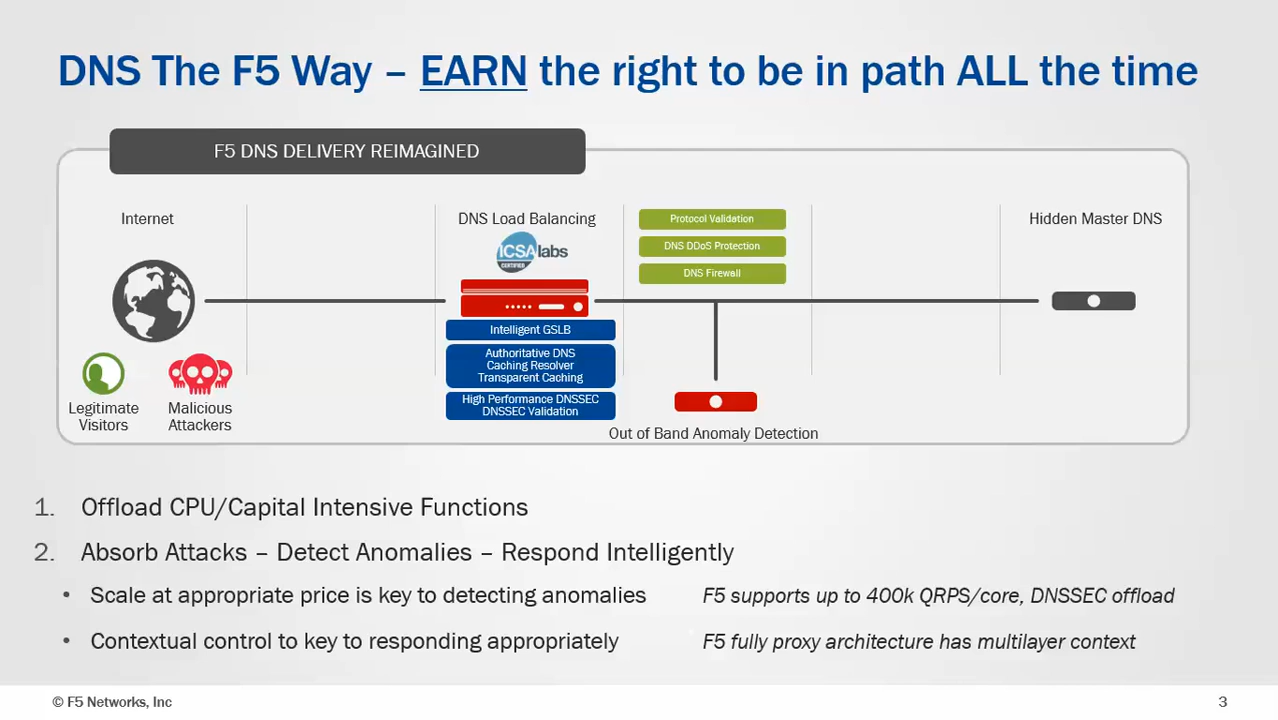 DNS The F5 Way – EARN the right to be in path ALL the time
F5 DNS DELIVERY REIMAGINED
Internet
DNS Load Balancing
ICSA labs
CERTIFIED
Protocol Validation
DNS DDoS Protection
DNS Firewall
Hidden Master DNS
Intelligent GSLB
Authoritative DNS
Caching Resolver
Transparent Caching
High Performance DNSSEC
DNSSEC Validation
Legitimate
Visitors
Malicious
Attackers
Out of Band Anomaly Detection
1. Offload CPU/Capital Intensive Functions
2. Absorb Attacks – Detect Anomalies – Respond Intelligently
• Scale at appropriate price is key to detecting anomalies F5 supports up to 400k QRPS/core, DNSSEC offload
• Contextual control to key to responding appropriately F5 fully proxy architecture has multilayer context
© F5 Networks, Inc
3